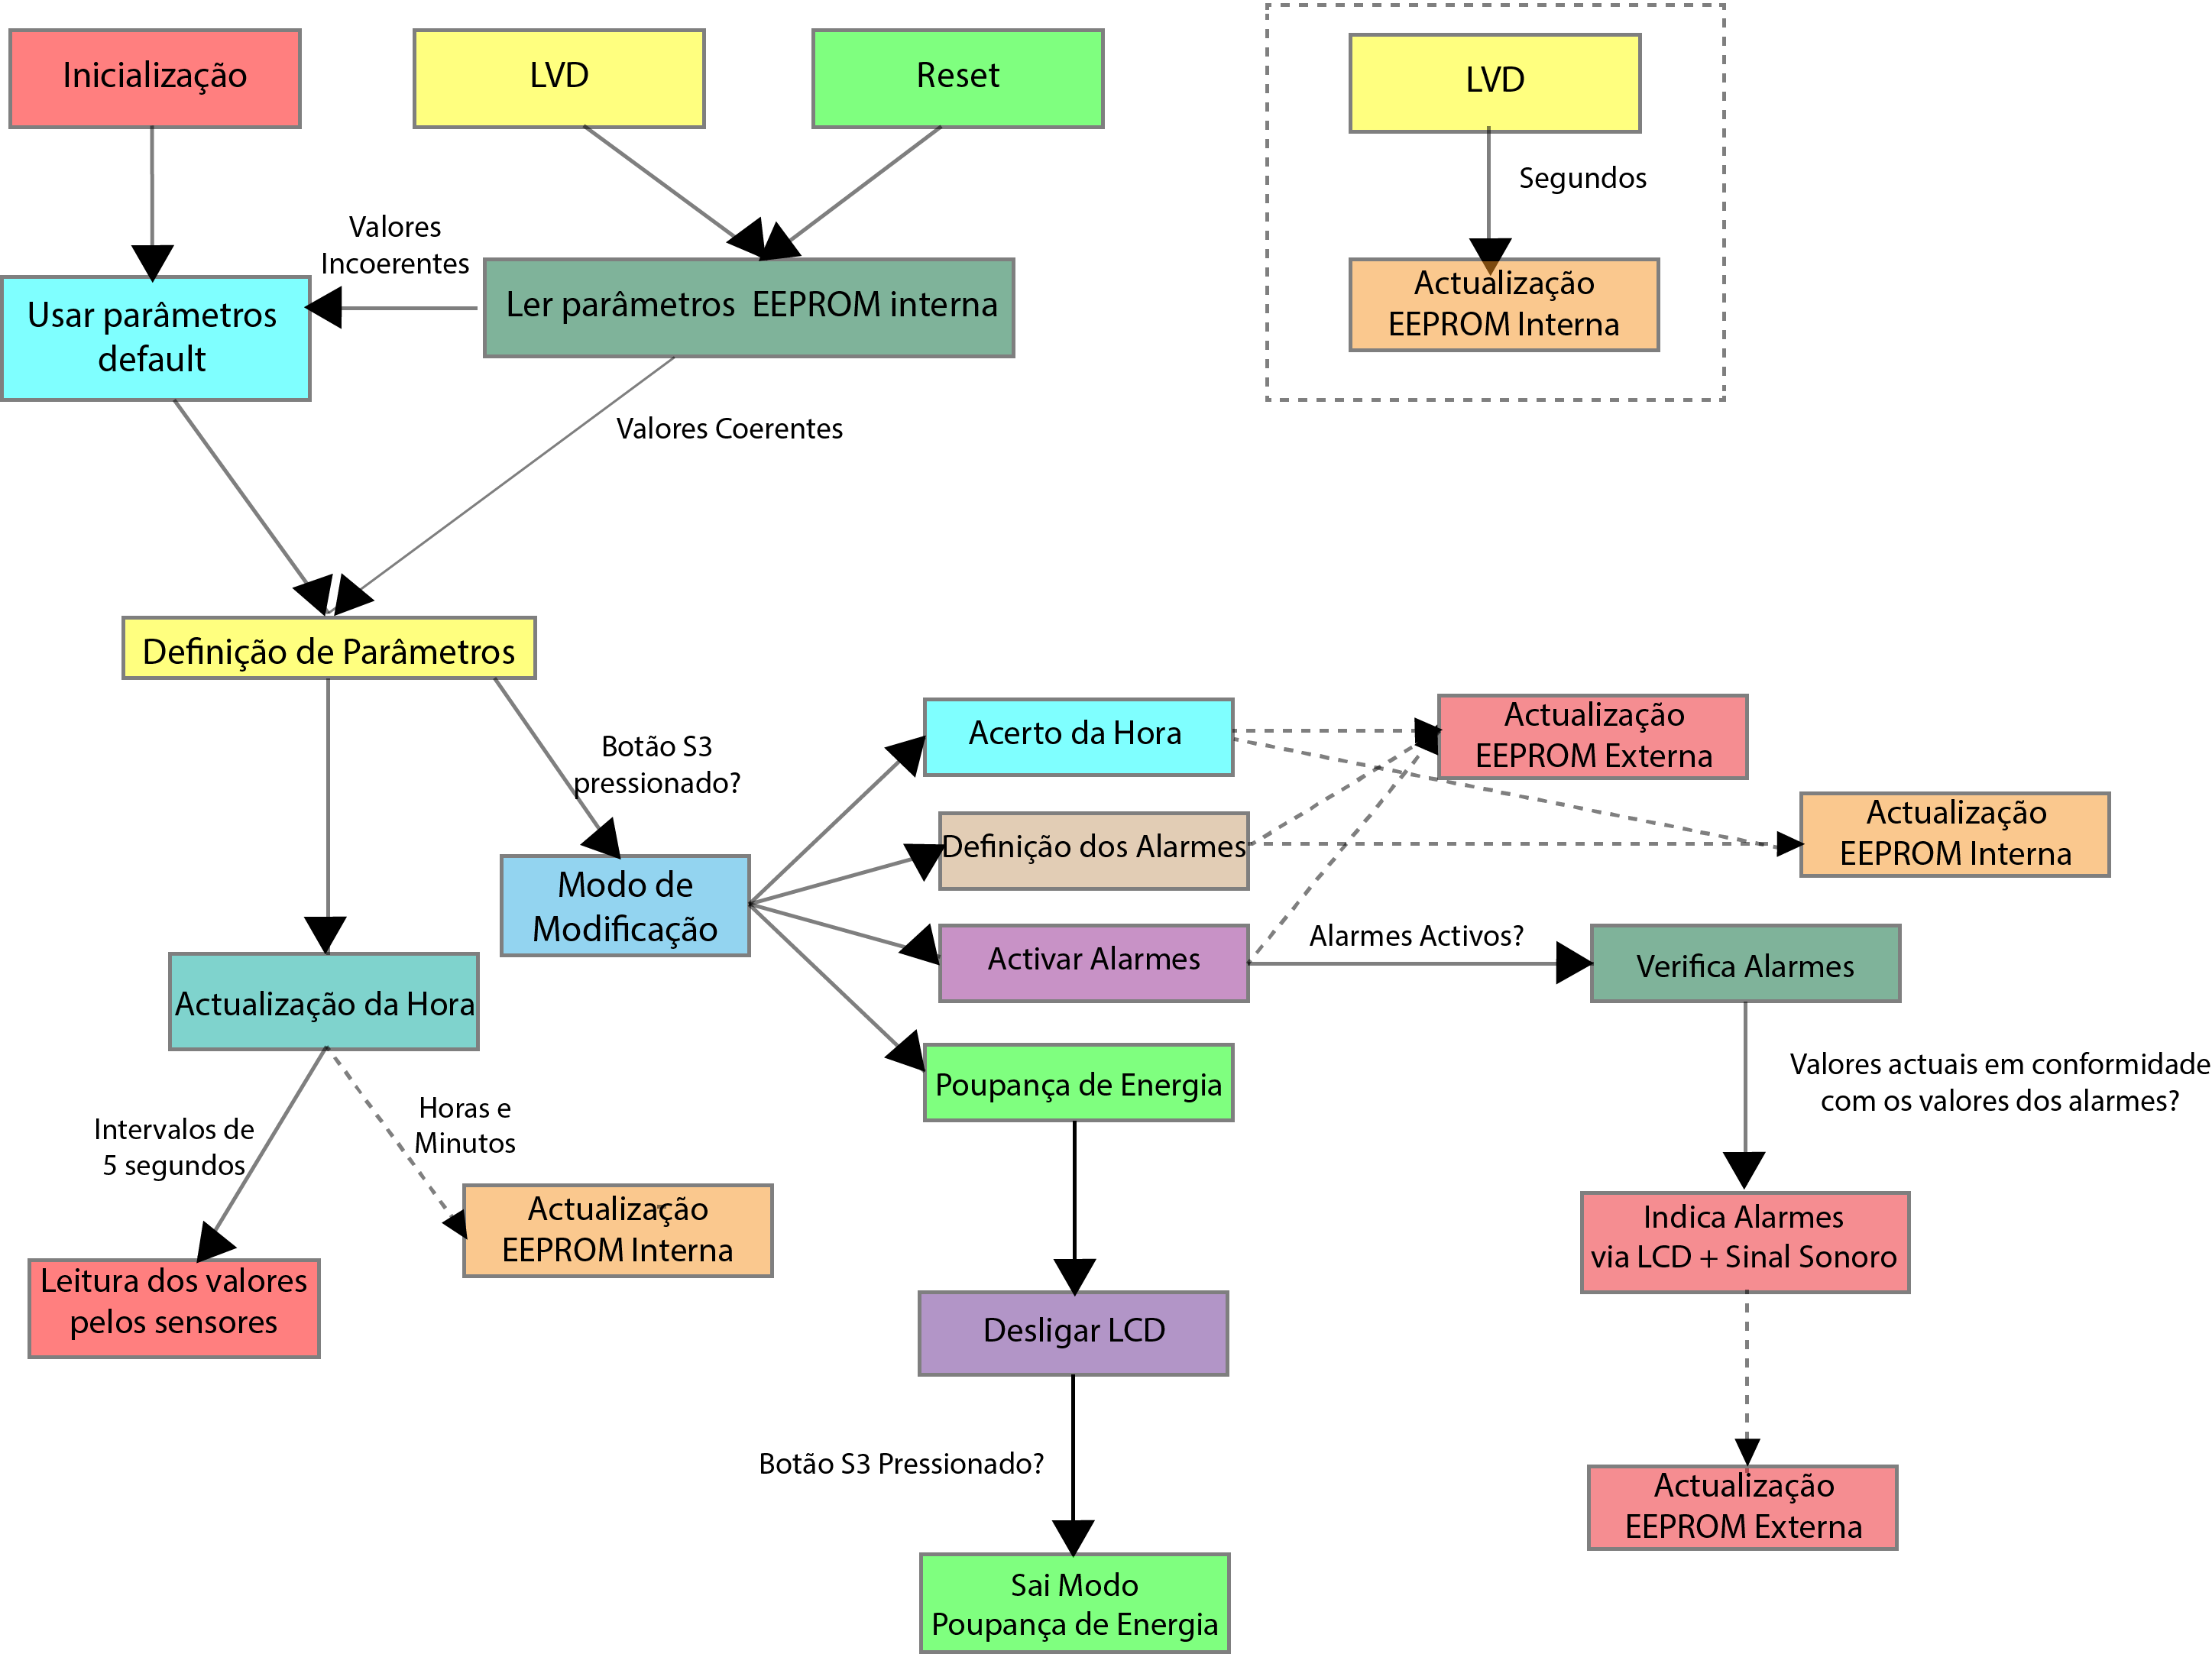 Inicialização
LVD
Reset
LVD
Segundos
Actualização
EEPROM Interna
Valores
Incoerentes
Ler parâmetros  EEPROM interna
Usar parâmetros
default
Valores Coerentes
Definição de Parâmetros
Botão S3
pressionado?
Acerto da Hora
Actualização
EEPROM Externa
Definição dos Alarmes
Actualização
EEPROM Interna
Modo de
Modificação
Activar Alarmes
Alarmes Activos?
Verifica Alarmes
Actualização da Hora
Poupança de Energia
Valores actuais em conformidade
com os valores dos alarmes?
Intervalos de
5 segundos
Horas e
Minutos
Actualização
EEPROM Interna
Leitura dos valores
pelos sensores
Indica Alarmes
via LCD + Sinal Sonoro
Desligar LCD
Botão S3 Pressionado?
Actualização
EEPROM Externa
Sai Modo
Poupança de Energia